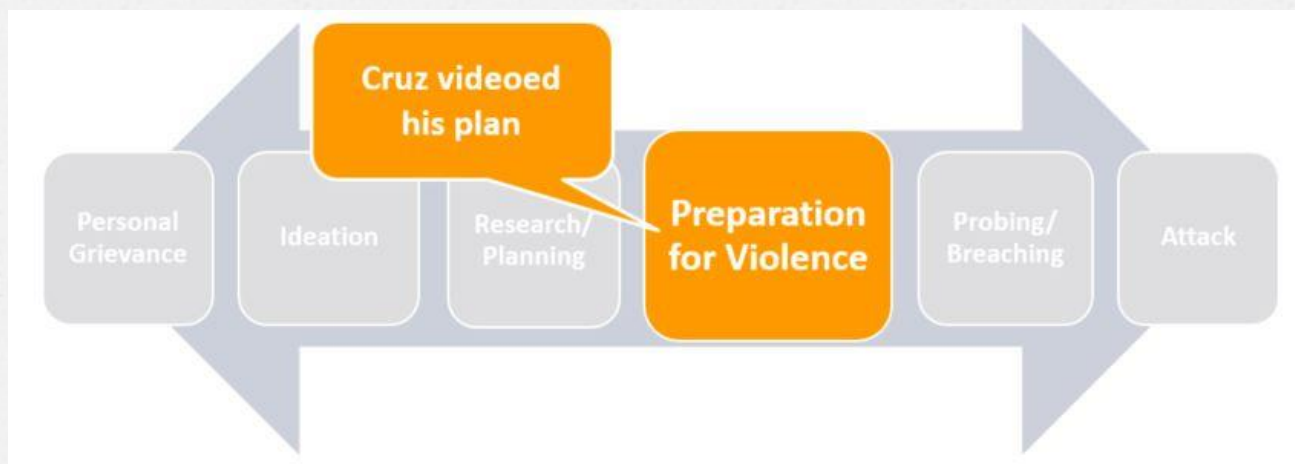 Cruz videoed
his plan
Personal
Grievance
Ideation
Research/
Planning
Preparation
for Violence
Probing/
Breaching
Attack